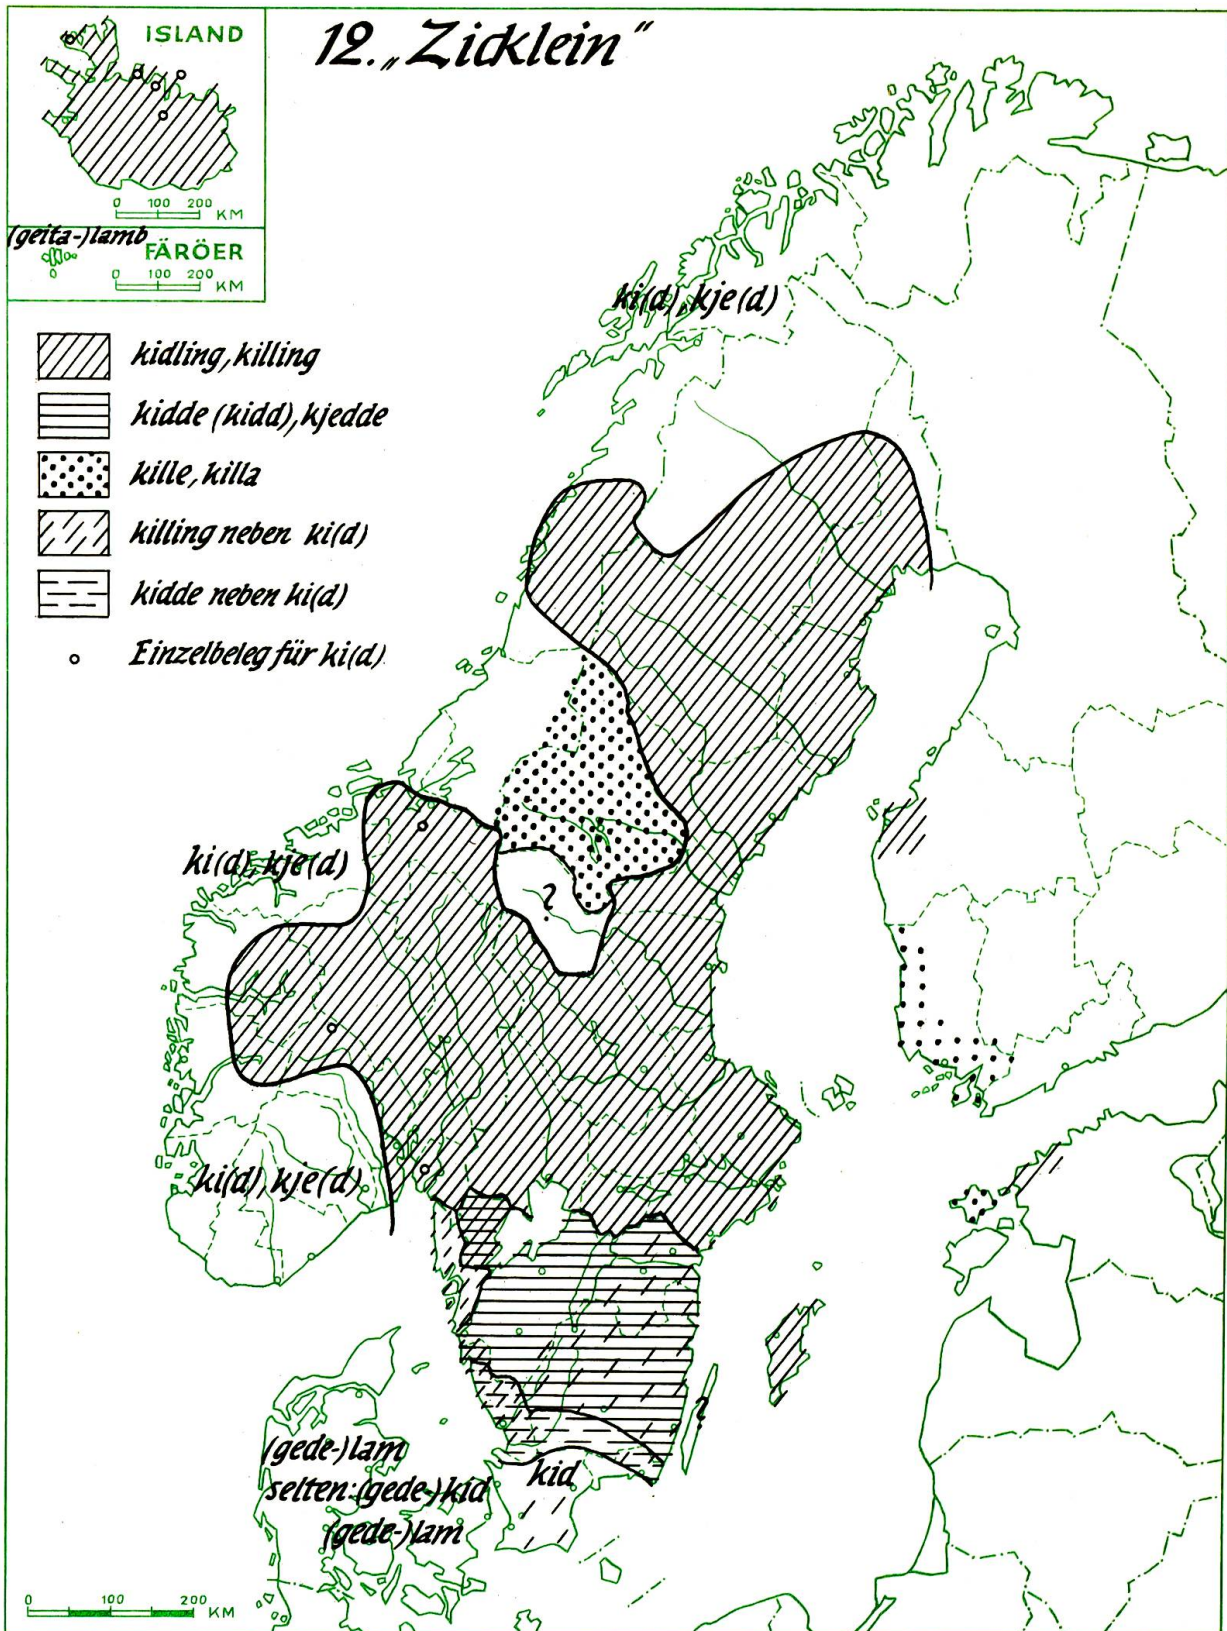 12. „Zicklein“
ISLAND
0 100 200 KM
(geita-)lamb
FÄRÖER
0 100 200 KM
kidling, killing
kidde (kidd), kjedde
kille, killa
killing neben ki(d)
kidde neben ki(d)
Einzelbeleg für ki(d)
ki(d), kje(d)
ki(d), kje(d)
?
ki(d), kje(d)
?
(gede-)lam
selten: (gede-)kid
(gede-)lam
kid
0 100 200 KM